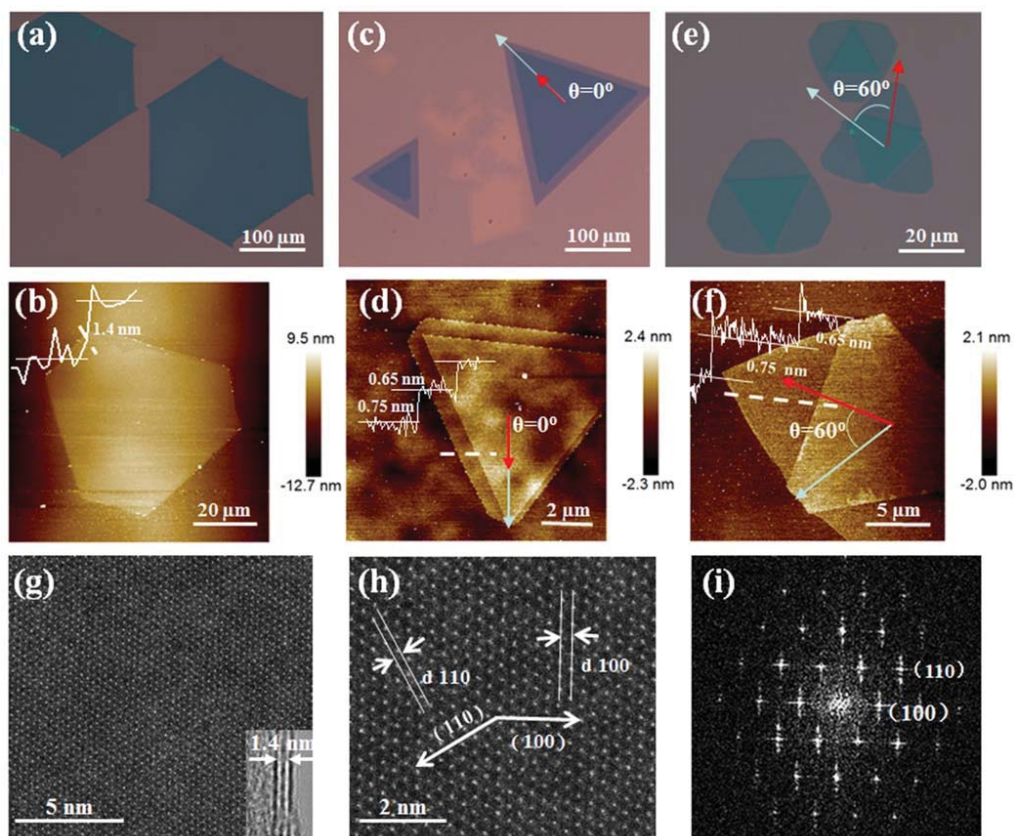 (a)
100 μm
(c)
θ=0°
100 μm
(e)
θ=60°
20 μm
(b)
1.4 nm
20 μm
9.5 nm
-12.7 nm
(d)
0.65 nm
0.75 nm
θ=0°
2 μm
2.4 nm
-2.3 nm
(f)
0.65 nm
0.75 nm
θ=60°
5 μm
2.1 nm
-2.0 nm
(g)
1.4 nm
5 nm
(h)
d 110
d 100
(110)
(100)
2 nm
(i)
(110)
(100)